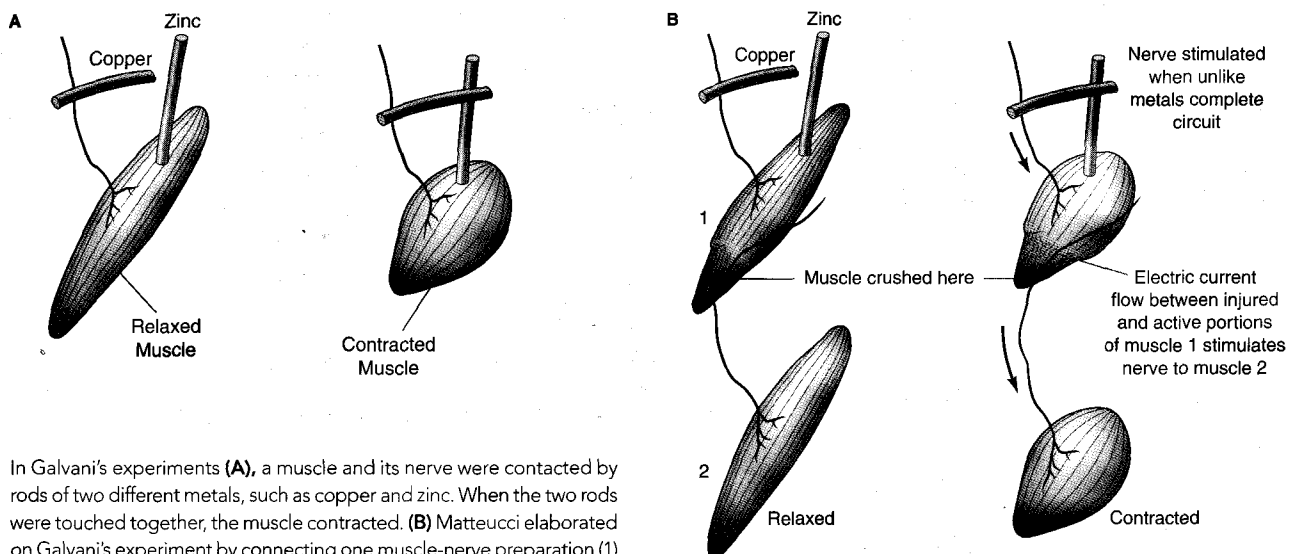 A
Zinc
Copper
Relaxed
Muscle
Contracted
Muscle
B
Zinc
Copper
Nerve stimulated
when unlike
metals complete
circuit
1
Muscle crushed here
Electric current
flow between injured
and active portions
of muscle 1 stimulates
nerve to muscle 2
2
Relaxed
Contracted
In Galvani's experiments (A), a muscle and its nerve were contacted by
rods of two different metals, such as copper and zinc. When the two rods
were touched together, the muscle contracted. (B) Matteucci elaborated
on Galvani's experiment by connecting one muscle-nerve preparation (1)